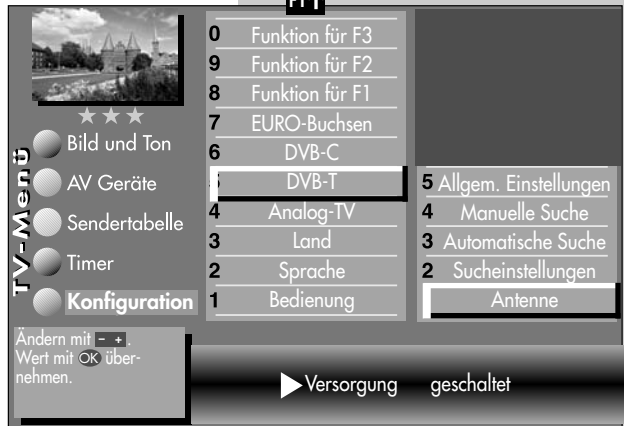 TV-Menü
Bild und Ton
AV Geräte
Sendertabelle
Timer
Konfiguration
0 Funktion für F3
9 Funktion für F2
8 Funktion für F1
7 EURO-Buchsen
6 DVB-C
DVB-T
4 Analog-TV
3 Land
2 Sprache
1 Bedienung
5 Allgem. Einstellungen
4 Manuelle Suche
3 Automatische Suche
2 Sucheinstellungen
Antenne
Ändern mit - + .
Wert mit OK über-
nehmen.
Versorgung geschaltet